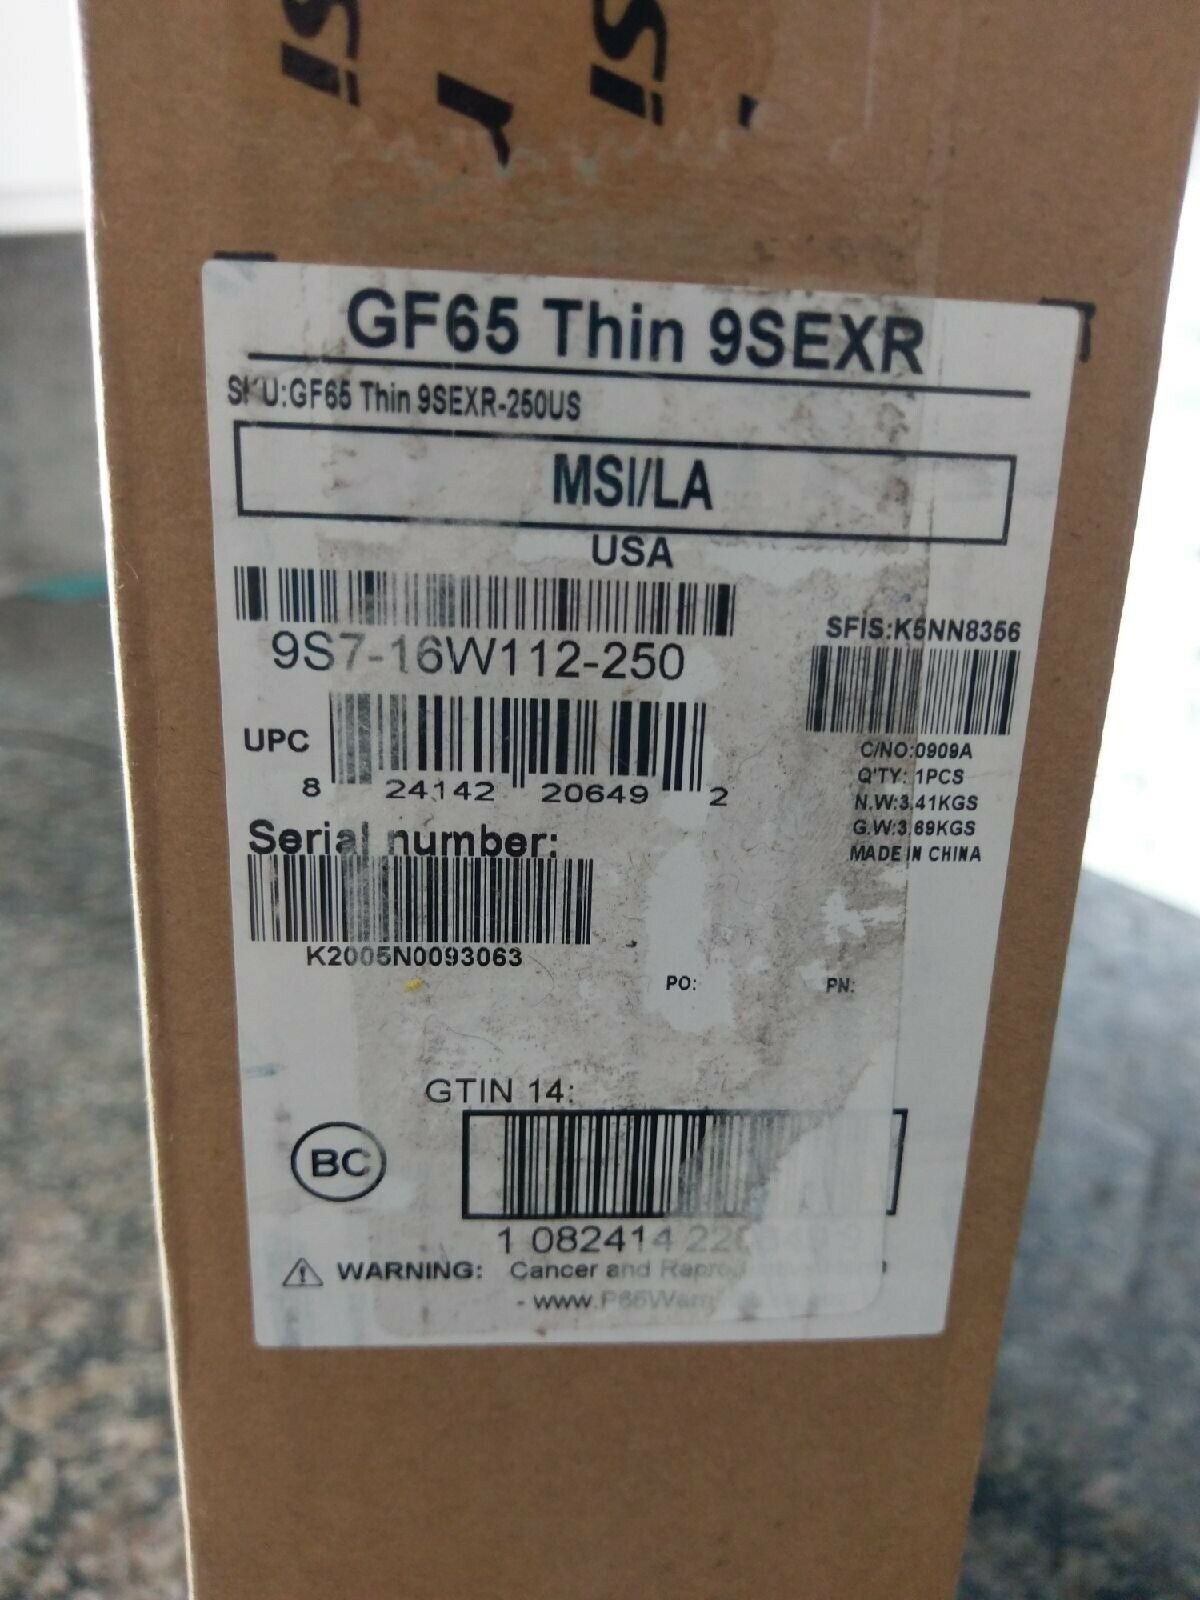 GF65 Thin 9SEXR
SKU:GF65 Thin 9SEXR-250US
MSI/LA
USA
9S7-16W112-250
SFIS:K5NN8356
UPC
8 24142 20649 2
C/NO:0909A
Q'TY: 1PCS
N.W:3.41KGS
G.W:3.69KGS
MADE IN CHINA
Serial number:
K2005N0093063
PO:
PN:
GTIN 14:
BC
1 082414
WARNING: Cancer and